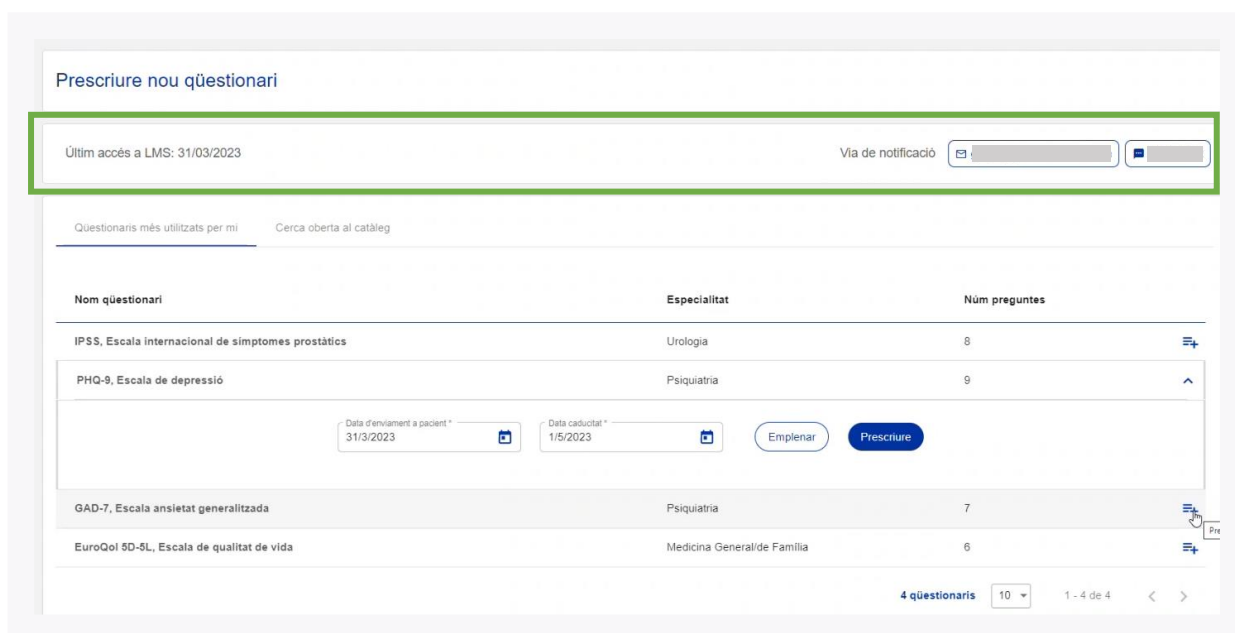 Prescriure nou qüestionari
Últim accés a LMS: 31/03/2023 Via de notificació
Qüestionaris més utilitzats per mi Cerca oberta al catàleg
Nom qüestionari Especialitat Núm preguntes
IPSS, Escala internacional de símptomes prostàtics Urologia 8
PHQ-9, Escala de depressió Psiquiatria 9
Data d'enviament a pacient * Data caducitat *
31/3/2023 1/5/2023 Emplenar Prescriure
GAD-7, Escala ansietat generalitzada Psiquiatria 7
EuroQol 5D-5L, Escala de qualitat de vida Medicina General/de Família 6
4 qüestionaris 10 1 - 4 de 4